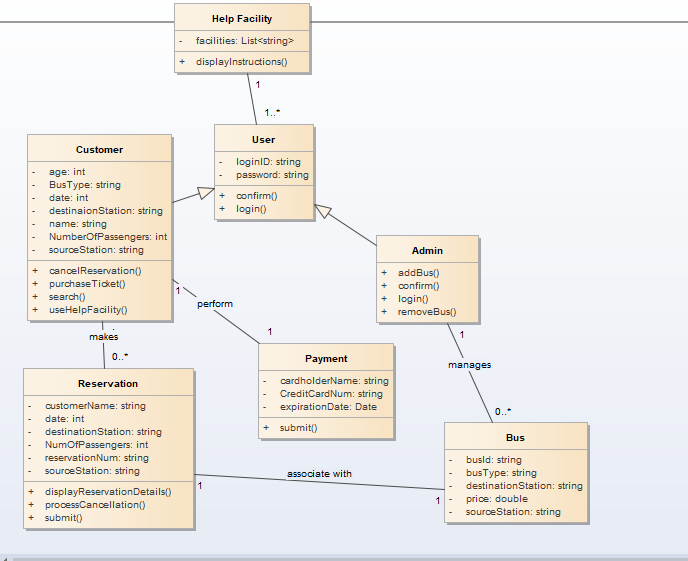 Help Facility
- facilities: List<string>
+ displayInstructions()
1
1..*
User
- loginID: string
- password: string
+ confirm()
+ login()
Customer
- age: int
- BusType: string
- date: int
- destinaionStation: string
- name: string
- NumberOfPassengers: int
- sourceStation: string
+ cancelReservation()
+ purchaseTicket()
+ search()
+ useHelpFacility()
Admin
+ addBus()
+ confirm()
+ login()
+ removeBus()
1
perform
1
makes
0..*
1
manages
0..*
Payment
- cardholderName: string
- CreditCardNum: string
- expirationDate: Date
+ submit()
Reservation
- customerName: string
- date: int
- destinationStation: string
- NumOfPassengers: int
- reservationNum: string
- sourceStation: string
+ displayReservationDetails()
+ processCancellation()
+ submit()
1
associate with
1
Bus
- busId: string
- busType: string
- destinationStation: string
- price: double
- sourceStation: string